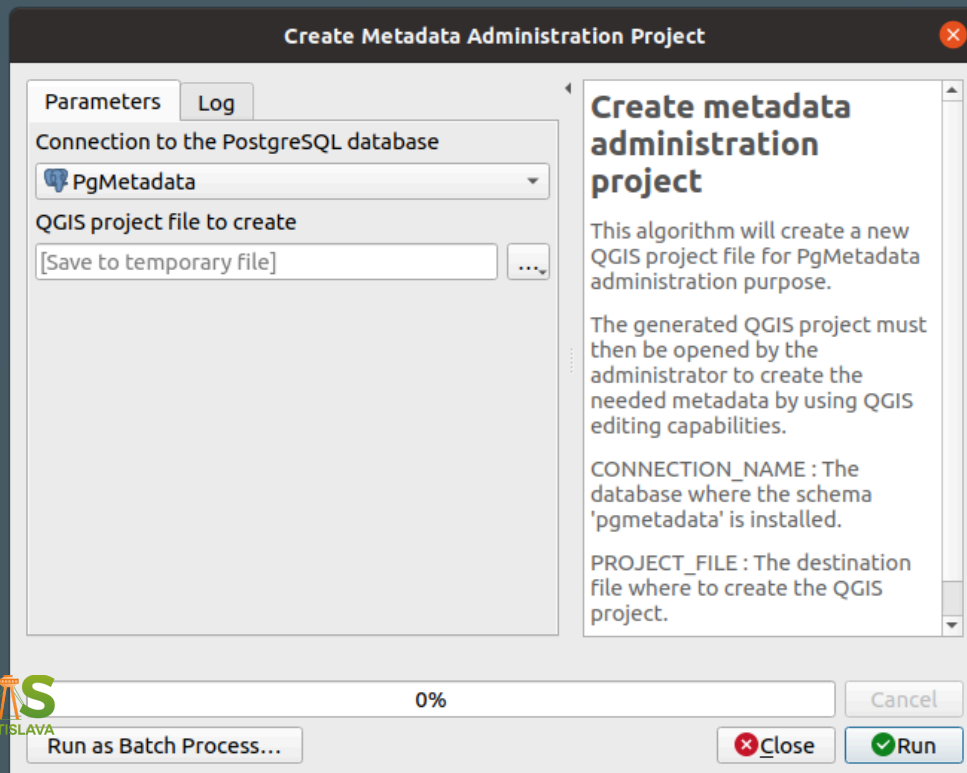 Create Metadata Administration Project
Parameters
Log
Connection to the PostgreSQL database
PgMetadata
QGIS project file to create
[Save to temporary file]
...
Create metadata
administration
project
This algorithm will create a new
QGIS project file for PgMetadata
administration purpose.
The generated QGIS project must
then be opened by the
administrator to create the
needed metadata by using QGIS
editing capabilities.
CONNECTION_NAME : The
database where the schema
'pgmetadata' is installed.
PROJECT_FILE : The destination
file where to create the QGIS
project.
0%
Cancel
Run as Batch Process...
Close
Run
S
TISLAVA